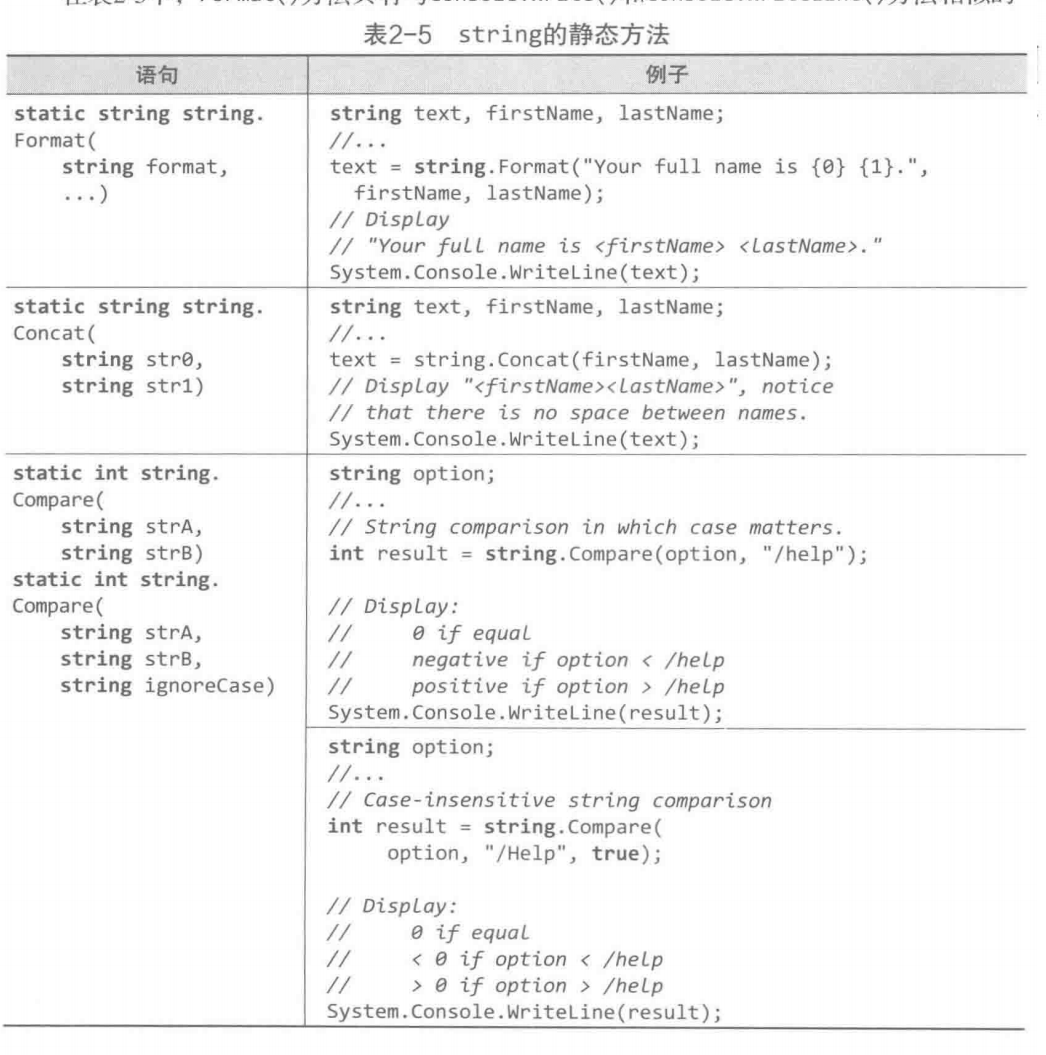 表2-5 string的静态方法
语句 例子
static string string.
Format(
    string format,
    ...)
string text, firstName, lastName;
//...
text = string.Format("Your full name is {0} {1}.",
  firstName, lastName);
// Display
// "Your full name is <firstName> <lastName>."
System.Console.WriteLine(text);
static string string.
Concat(
    string str0,
    string str1)
string text, firstName, lastName;
//...
text = string.Concat(firstName, lastName);
// Display "<firstName><lastName>", notice
// that there is no space between names.
System.Console.WriteLine(text);
static int string.
Compare(
    string strA,
    string strB)
static int string.
Compare(
    string strA,
    string strB,
    string ignoreCase)
string option;
//...
// String comparison in which case matters.
int result = string.Compare(option, "/help");
// Display:
//     0 if equal
//     negative if option < /help
//     positive if option > /help
System.Console.WriteLine(result);
string option;
//...
// Case-insensitive string comparison
int result = string.Compare(
     option, "/Help", true);
// Display:
//     0 if equal
//     < 0 if option < /help
//     > 0 if option > /help
System.Console.WriteLine(result);